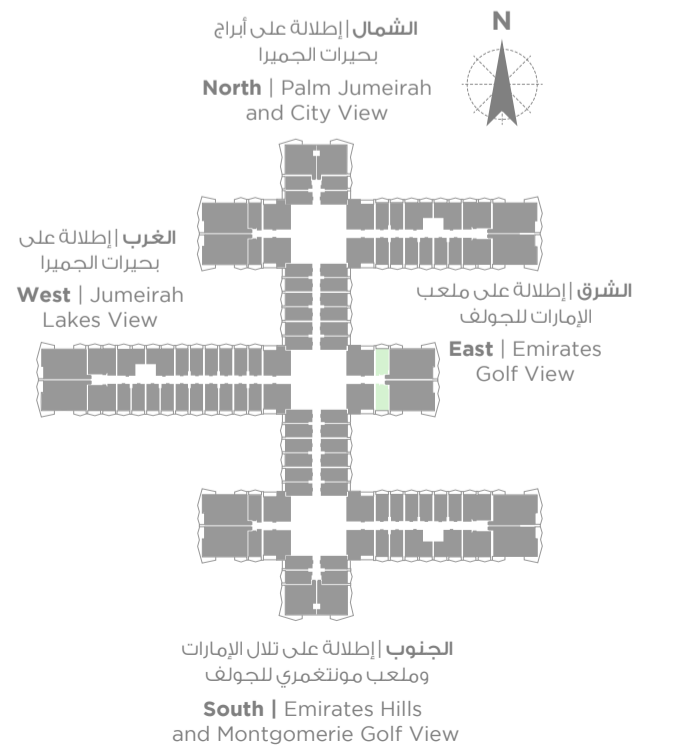 N
الشمال | إطلالة على أبراج
بحيرات الجميرا
North | Palm Jumeirah
and City View
الغرب | إطلالة على
بحيرات الجميرا
West | Jumeirah
Lakes View
الشرق | إطلالة على ملعب
الإمارات للجولف
East | Emirates
Golf View
الجنوب | إطلالة على تلال الإمارات
وملعب مونتغمري للجولف
South | Emirates Hills
and Montgomerie Golf View